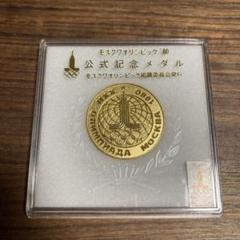 モスクワオリンピック'80
公式記念メダル
モスクワオリンピック組織委員会発行
ОЛИМПИАДА МОСКВА 1980